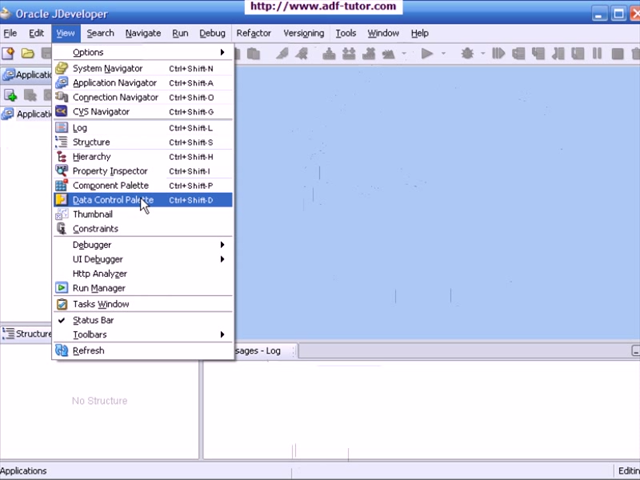 http://www.adf-tutor.com
Oracle JDeveloper
File Edit View Search Navigate Run Debug Refactor Versioning Tools Window Help
Options
System Navigator Ctrl+Shift-N
Application Navigator Ctrl+Shift-A
Connection Navigator Ctrl+Shift-O
CVS Navigator Ctrl+Shift-G
Log Ctrl+Shift-L
Structure Ctrl+Shift-S
Hierarchy Ctrl+Shift-H
Property Inspector Ctrl+Shift-I
Component Palette Ctrl+Shift-P
Data Control Palette Ctrl+Shift-D
Thumbnail
Constraints
Debugger
UI Debugger
Http Analyzer
Run Manager
Tasks Window
Status Bar
Toolbars
Refresh
Applicatio
Applicati
Structure
sages - Log
No Structure
Applications Editin